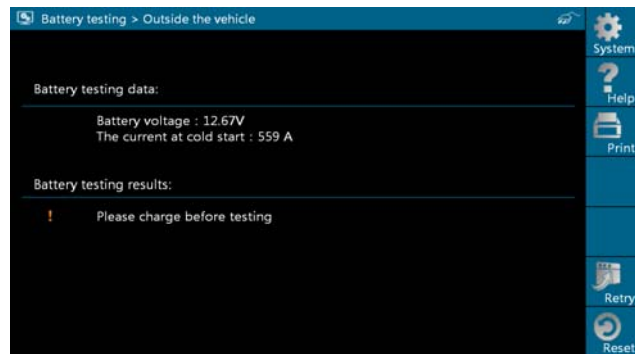 Battery testing > Outside the vehicle
System
Help
Print
Battery testing data:
Battery voltage : 12.67V
The current at cold start : 559 A
Battery testing results:
! Please charge before testing
Retry
Reset